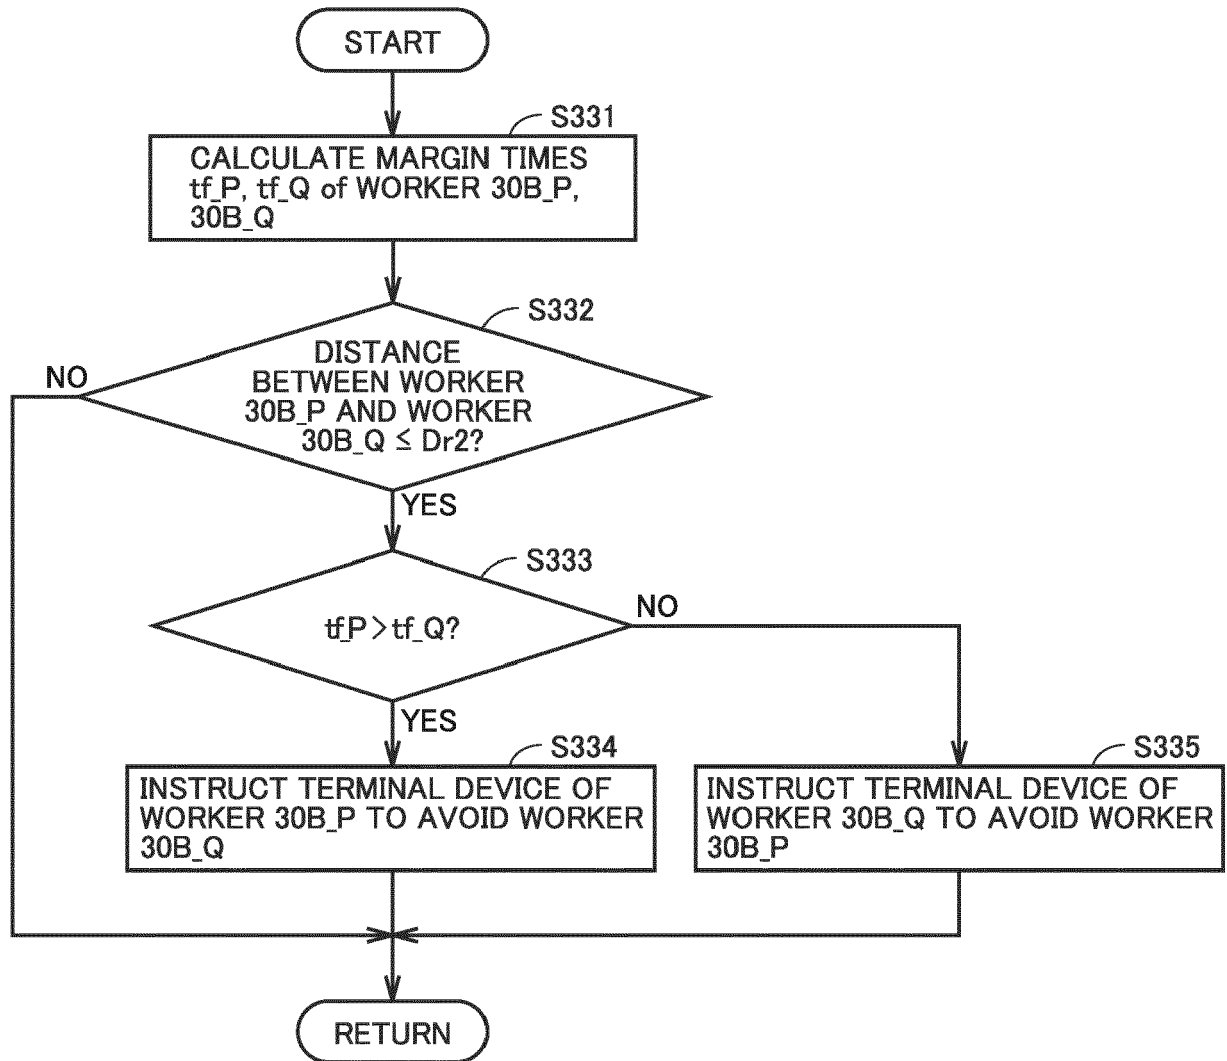 START
S331
CALCULATE MARGIN TIMES
tf_P, tf_Q of WORKER 30B_P,
30B_Q
S332
DISTANCE
BETWEEN WORKER
30B_P AND WORKER
30B_Q ≤ Dr2?
NO
YES
S333
tf_P > tf_Q?
NO
YES
S334
INSTRUCT TERMINAL DEVICE OF
WORKER 30B_P TO AVOID WORKER
30B_Q
S335
INSTRUCT TERMINAL DEVICE OF
WORKER 30B_Q TO AVOID WORKER
30B_P
RETURN